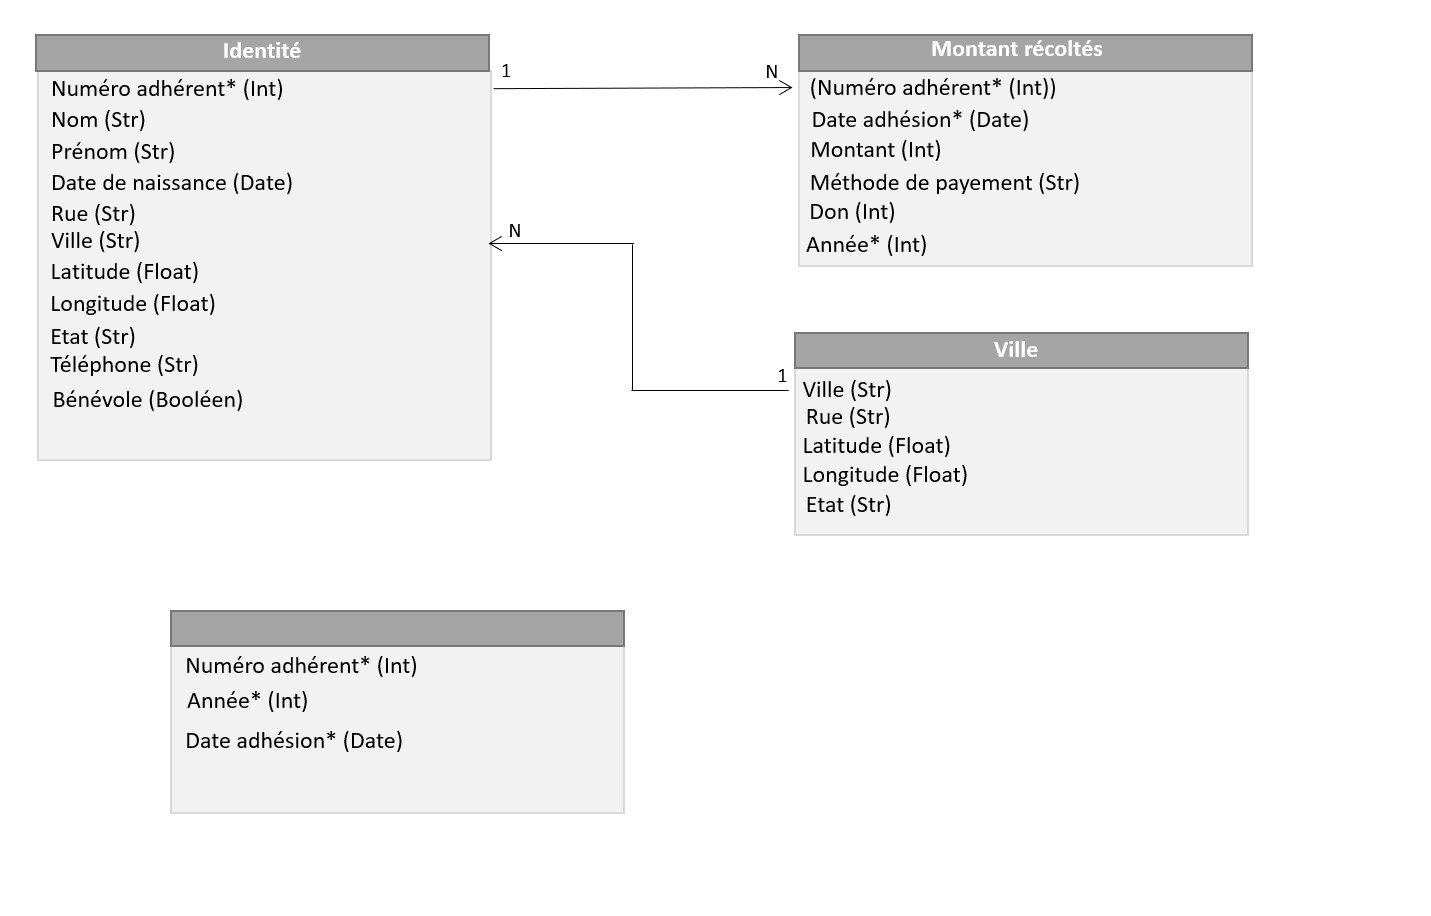 Identité
Numéro adhérent* (Int)
Nom (Str)
Prénom (Str)
Date de naissance (Date)
Rue (Str)
Ville (Str)
Latitude (Float)
Longitude (Float)
Etat (Str)
Téléphone (Str)
Bénévole (Booléen)
1
N
Montant récoltés
(Numéro adhérent* (Int))
Date adhésion* (Date)
Montant (Int)
Méthode de payement (Str)
Don (Int)
Année* (Int)
N
1
Ville
Ville (Str)
Rue (Str)
Latitude (Float)
Longitude (Float)
Etat (Str)
Numéro adhérent* (Int)
Année* (Int)
Date adhésion* (Date)